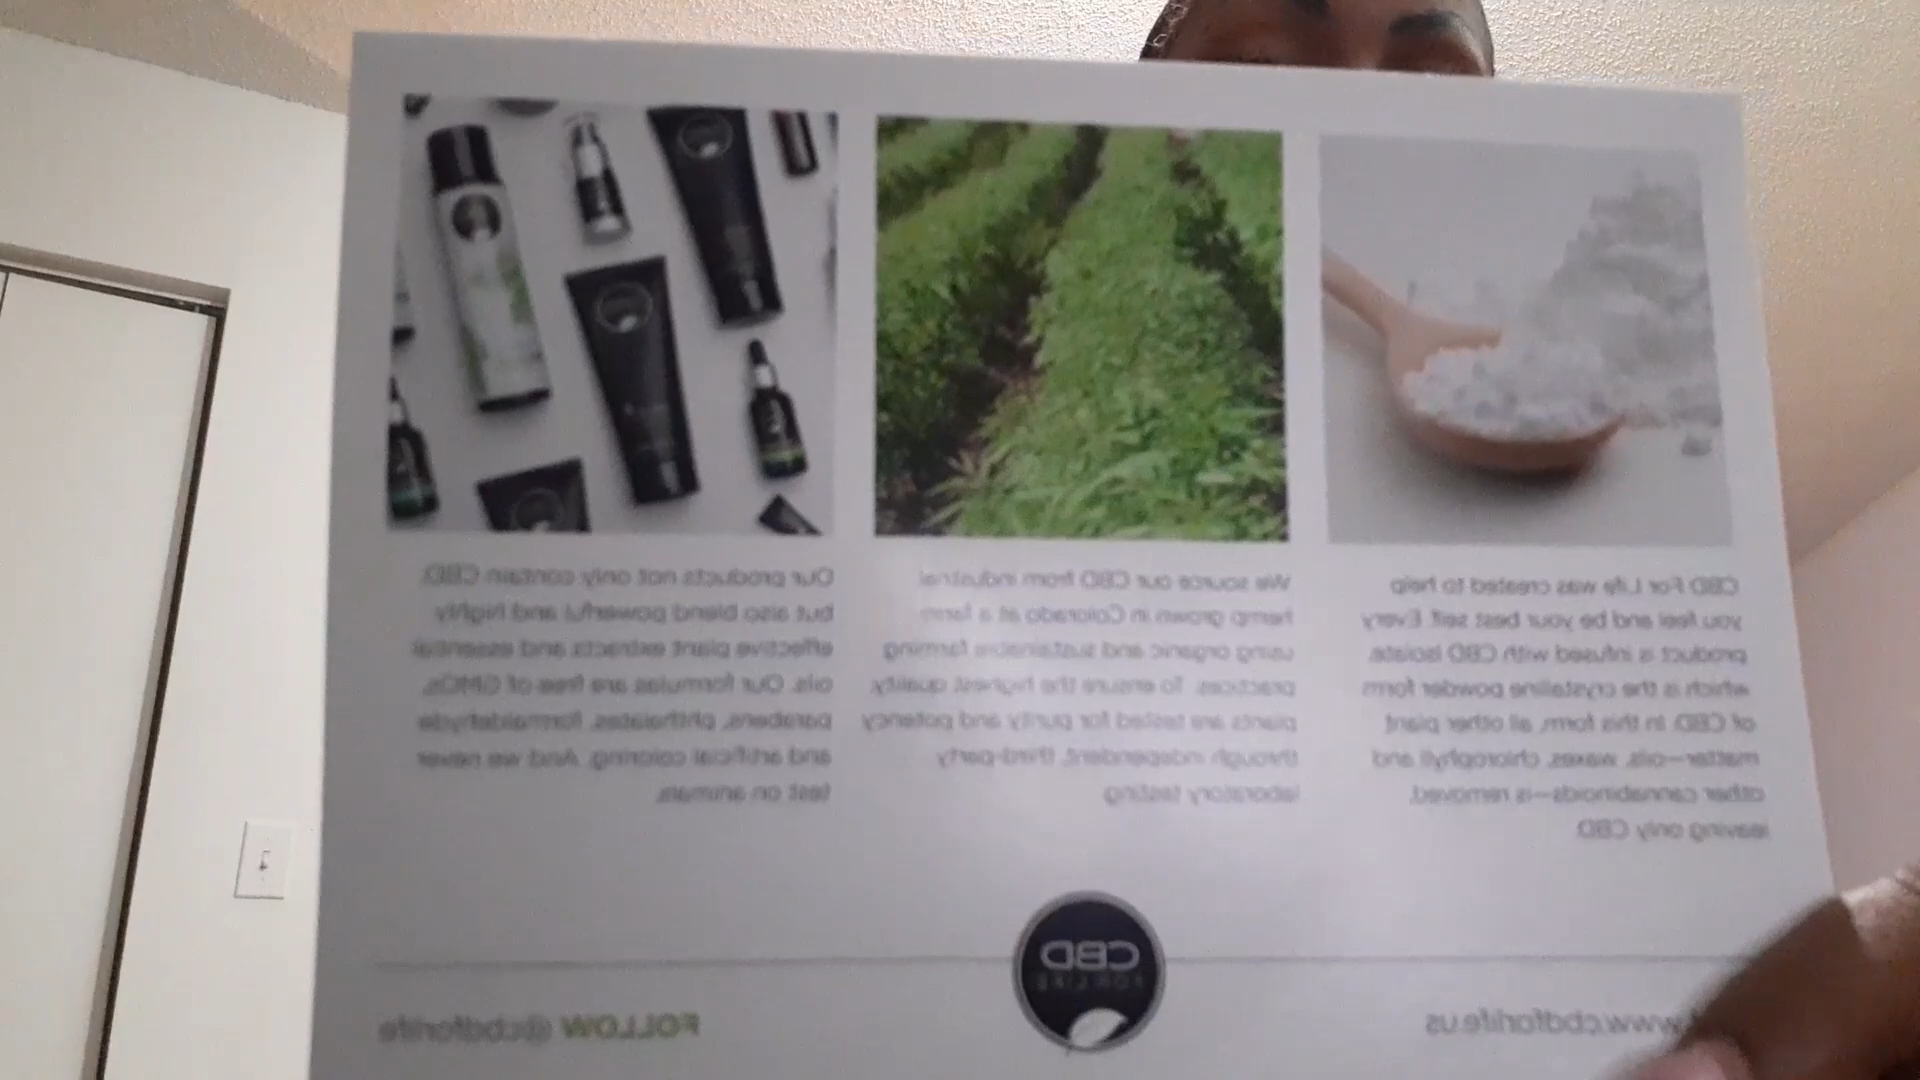 CBD For Life was created to help
you feel and be your best self. Every
product is infused with CBD Isolate,
which is the crystalline powder form
of CBD. In this form, all other plant
matter—oils, waxes, chlorophyll and
other cannabinoids—is removed,
leaving only CBD.
We source our CBD from industrial
hemp grown in Colorado at a farm
using organic and sustainable farming
practices. To ensure the highest quality,
plants are tested for purity and potency
through independent, third-party
laboratory testing.
Our products not only contain CBD,
but also blend powerful and highly
effective plant extracts and essential
oils. Our formulas are free of GMOs,
parabens, phthalates, formaldehyde
and artificial coloring. And we never
test on animals.
www.cbdforlife.us
CBD
FOR LIFE
FOLLOW @cbdforlife